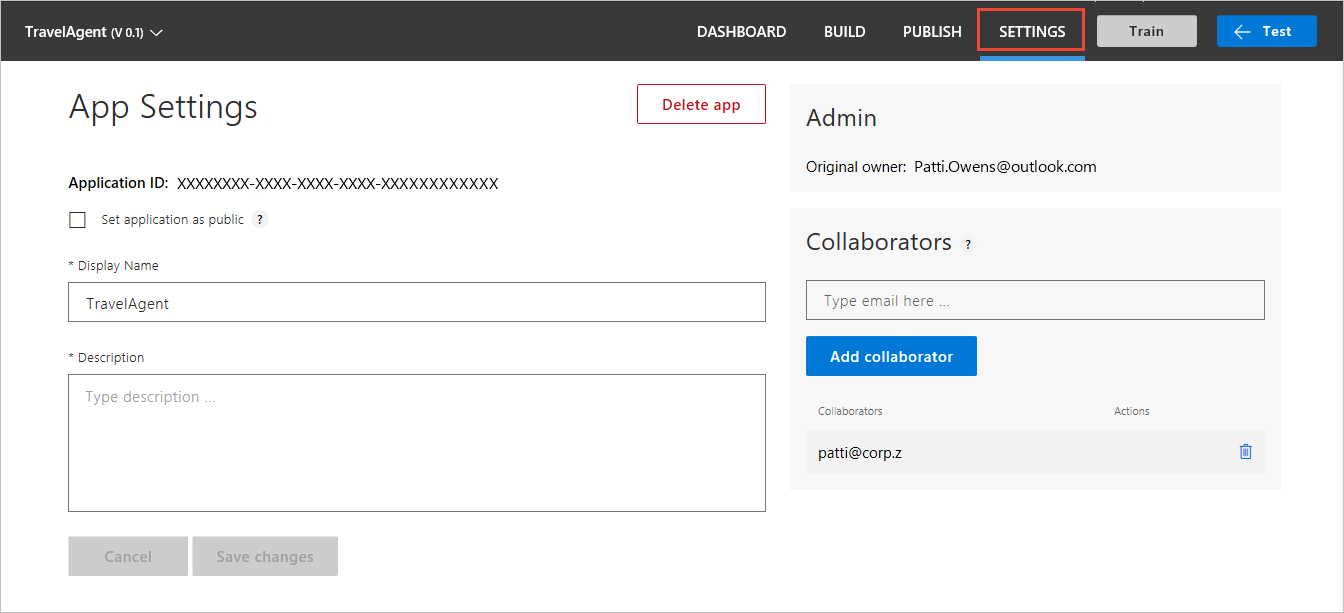 TravelAgent (V 0.1) DASHBOARD BUILD PUBLISH SETTINGS Train Test
App Settings
Delete app
Application ID: XXXXXXXX-XXXX-XXXX-XXXX-XXXXXXXXXXXX
Set application as public ?
* Display Name
TravelAgent
* Description
Type description ...
Cancel Save changes
Admin
Original owner: Patti.Owens@outlook.com
Collaborators ?
Type email here ...
Add collaborator
Collaborators Actions
patti@corp.z